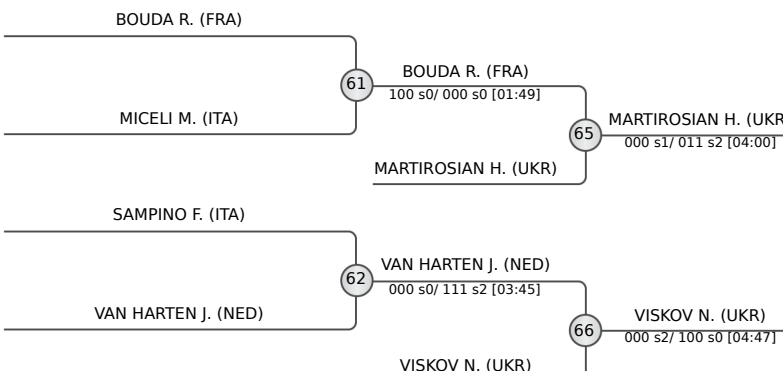 BOUDA R. (FRA)
61
BOUDA R. (FRA)
100 s0/ 000 s0 [01:49]
MICELI M. (ITA)
65
MARTIROSIAN H. (UKR
000 s1/ 011 s2 [04:00]
MARTIROSIAN H. (UKR)
SAMPINO F. (ITA)
62
VAN HARTEN J. (NED)
000 s0/ 111 s2 [03:45]
VAN HARTEN J. (NED)
66
VISKOV N. (UKR)
000 s2/ 100 s0 [04:47]
VISKOV N. (UKR)